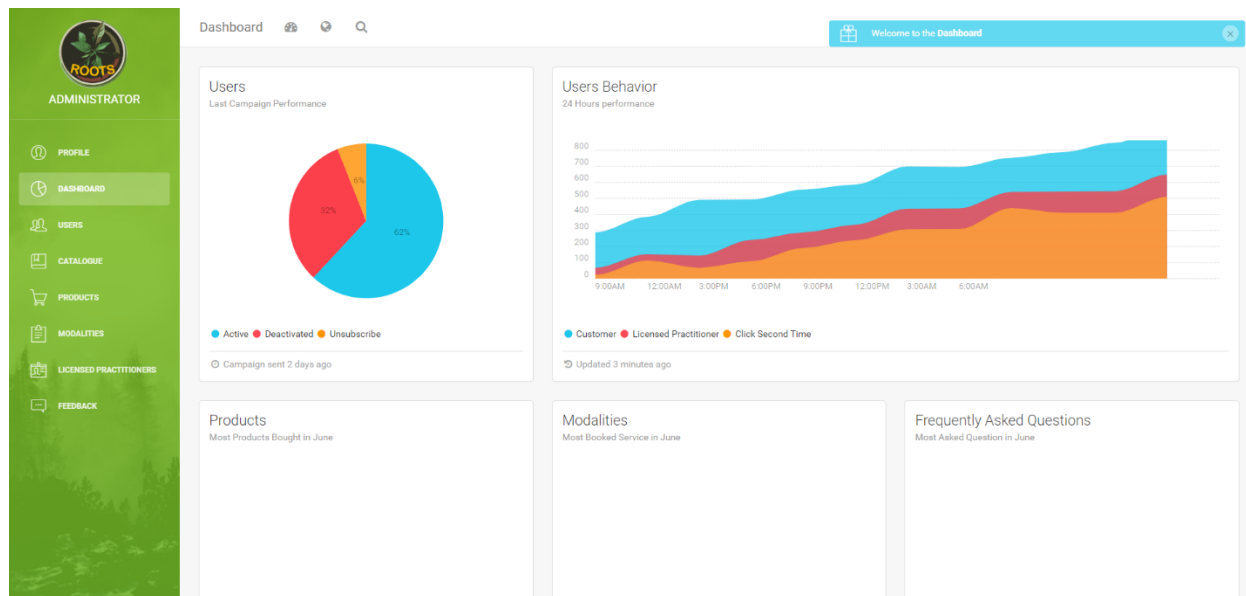 ROOTS
ADMINISTRATOR
PROFILE
DASHBOARD
USERS
CATALOGUE
PRODUCTS
MODALITIES
LICENSED PRACTITIONERS
FEEDBACK
Dashboard
Welcome to the Dashboard
Users
Last Campaign Performance
6%
32%
62%
Active Deactivated Unsubscribe
Campaign sent 2 days ago
Users Behavior
24 Hours performance
800
700
600
500
400
300
200
100
0
9:00AM 12:00AM 3:00PM 6:00PM 9:00PM 12:00PM 3:00AM 6:00AM
Customer Licensed Practitioner Click Second Time
Updated 3 minutes ago
Products
Most Products Bought in June
Modalities
Most Booked Service in June
Frequently Asked Questions
Most Asked Question in June